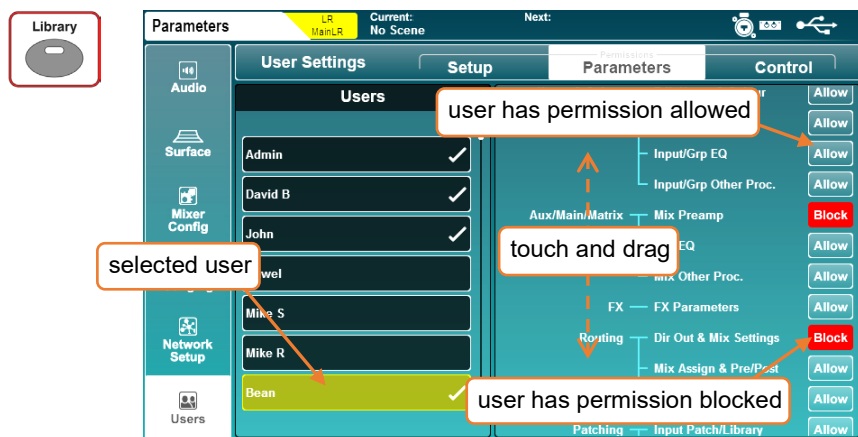 Library
Parameters
LR
MainLR
Current:
No Scene
Next:
Audio
Surface
Mixer
Config
Network
Setup
Users
User Settings
Setup
Permissions
Parameters
Control
Users
Admin
David B
John
Mike S
Mike R
Bean
Allow
Allow
Input/Grp EQ
Allow
Input/Grp Other Proc.
Allow
Aux/Main/Matrix
Mix Preamp
Block
EQ
Allow
Mix Other Proc.
Allow
FX
FX Parameters
Allow
Routing
Dir Out & Mix Settings
Block
Mix Assign & Pre/Post
Allow
Allow
Patching
Input Patch/Library
Allow
user has permission allowed
touch and drag
selected user
user has permission blocked